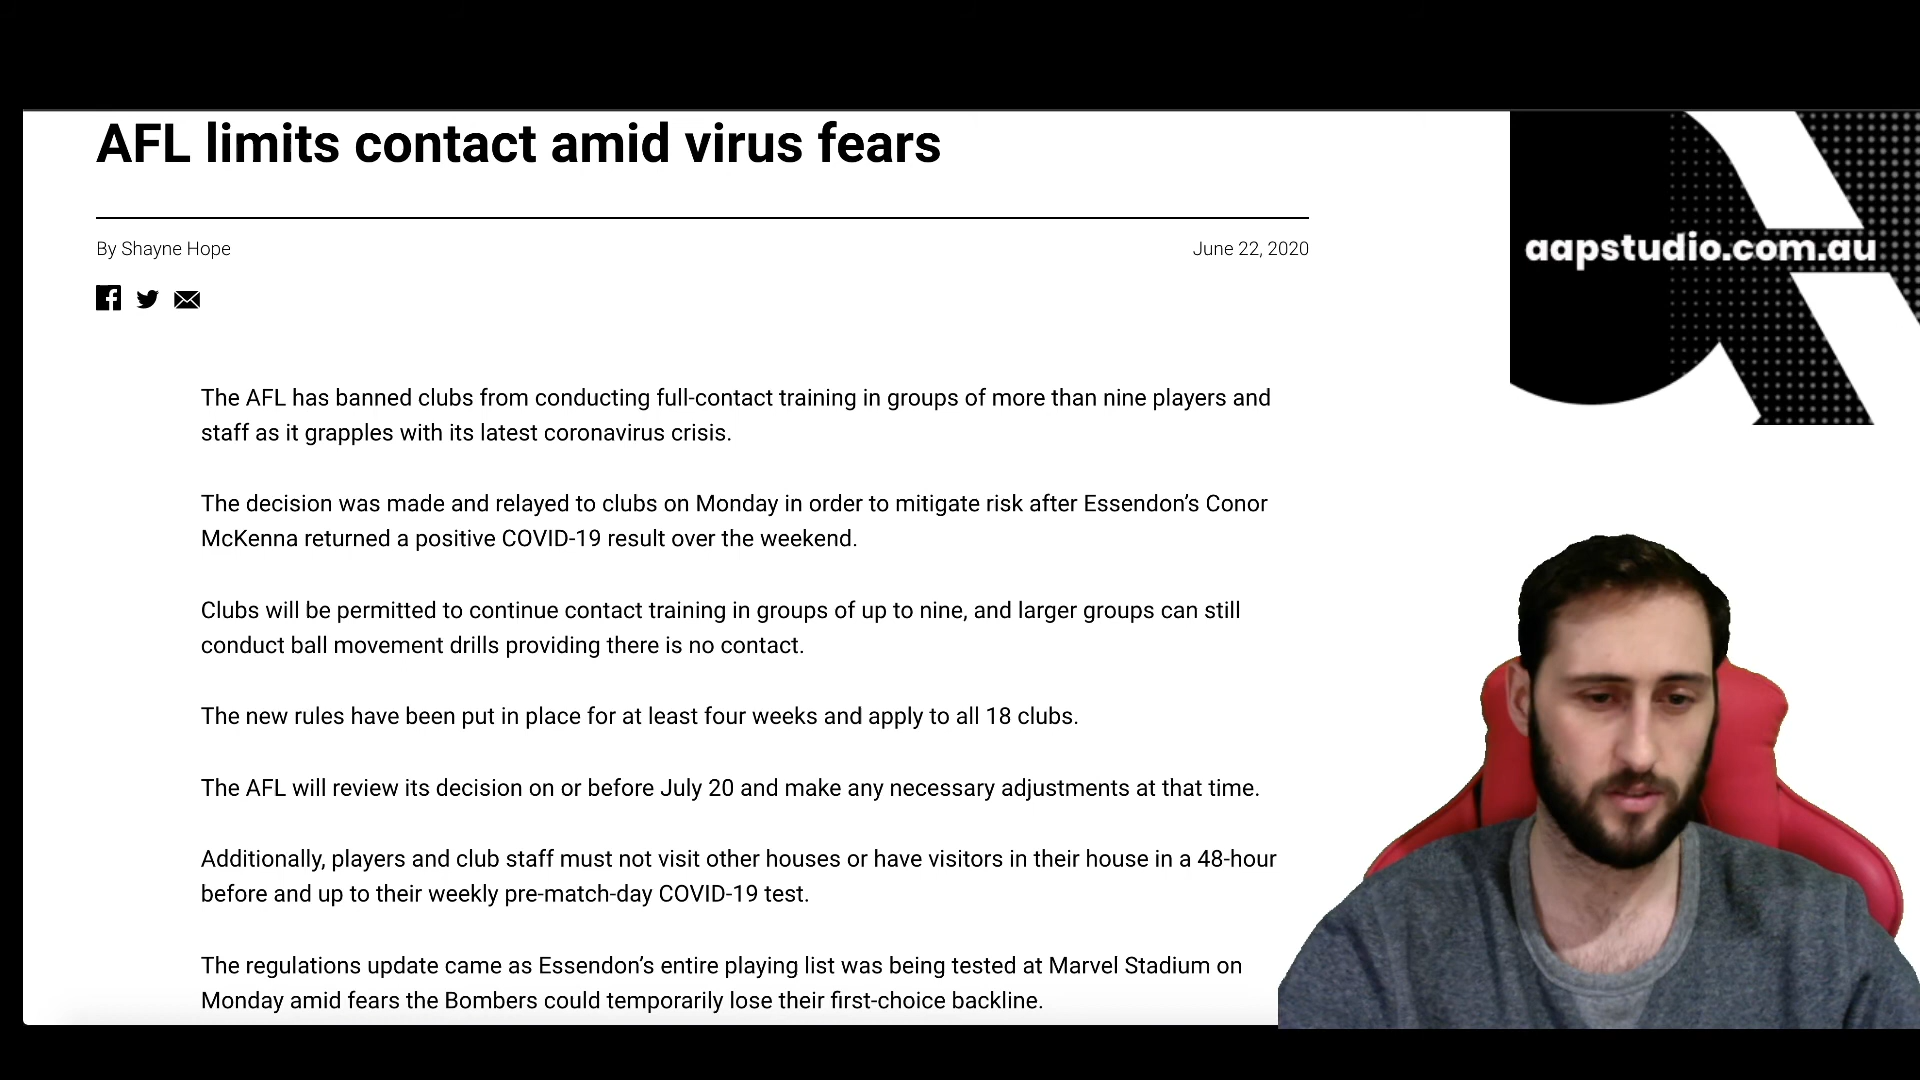 AFL limits contact amid virus fears
By Shayne Hope
June 22, 2020
aapstudio.com.au
The AFL has banned clubs from conducting full-contact training in groups of more than nine players and
staff as it grapples with its latest coronavirus crisis.
The decision was made and relayed to clubs on Monday in order to mitigate risk after Essendon’s Conor
McKenna returned a positive COVID-19 result over the weekend.
Clubs will be permitted to continue contact training in groups of up to nine, and larger groups can still
conduct ball movement drills providing there is no contact.
The new rules have been put in place for at least four weeks and apply to all 18 clubs.
The AFL will review its decision on or before July 20 and make any necessary adjustments at that time.
Additionally, players and club staff must not visit other houses or have visitors in their house in a 48-hour
before and up to their weekly pre-match-day COVID-19 test.
The regulations update came as Essendon’s entire playing list was being tested at Marvel Stadium on
Monday amid fears the Bombers could temporarily lose their first-choice backline.